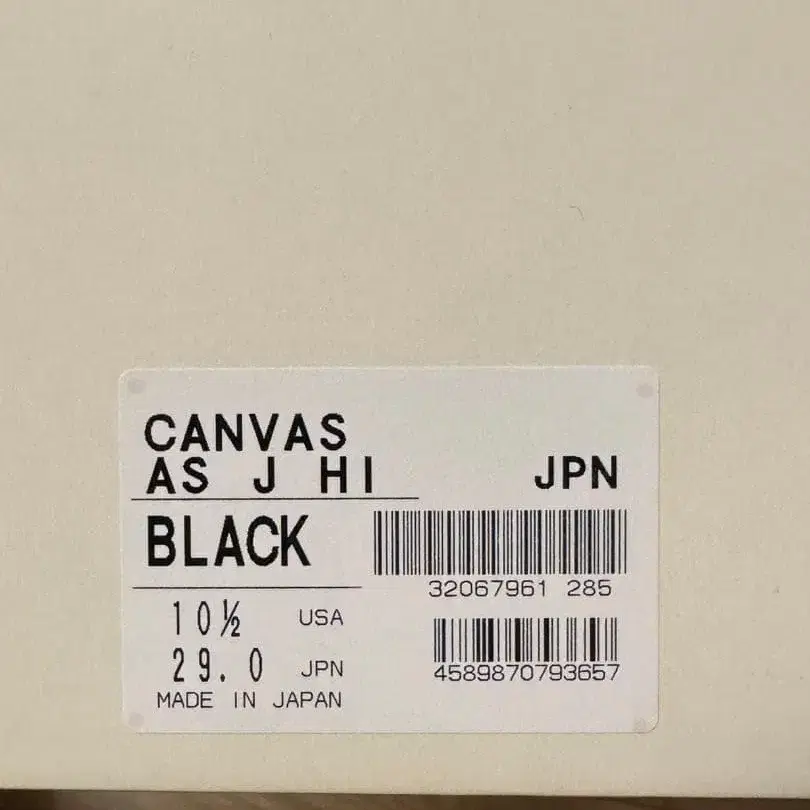 CANVAS
AS J HI
JPN
BLACK
32067961 285
10½ USA
29.0 JPN
4589870793657
MADE IN JAPAN